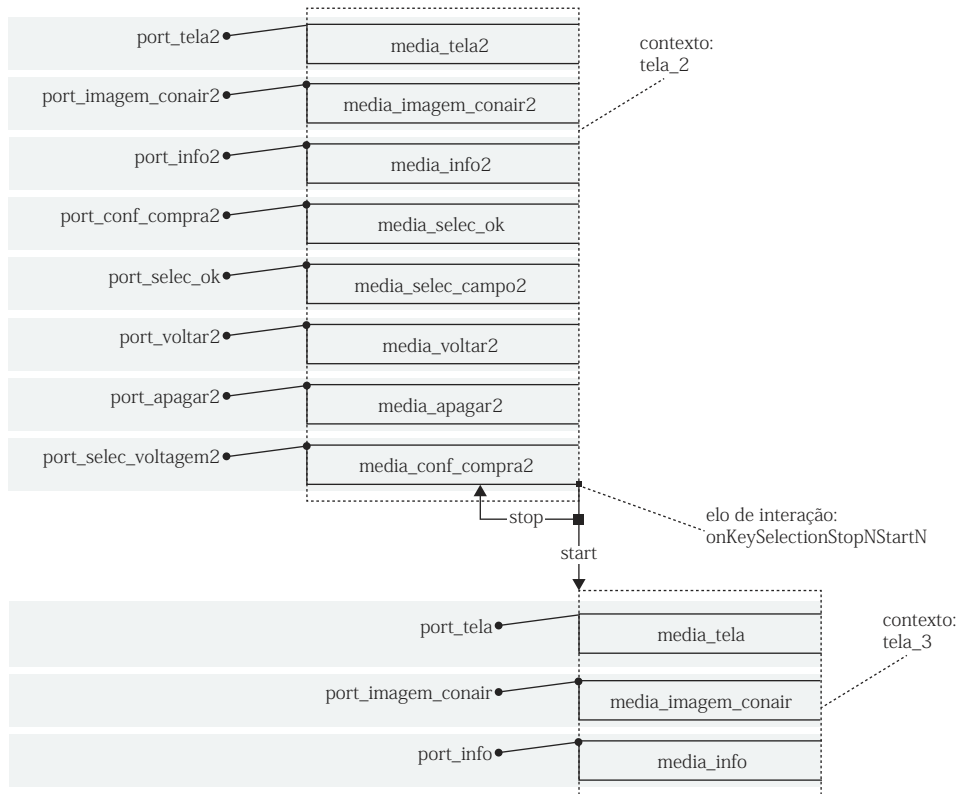 port_tela2
media_tela2
contexto:
tela_2
port_imagem_conair2
media_imagem_conair2
port_info2
media_info2
port_conf_compra2
media_selec_ok
port_selec_ok
media_selec_campo2
port_voltar2
media_voltar2
port_apagar2
media_apagar2
port_selec_voltagem2
media_conf_compra2
stop
elo de interação:
onKeySelectionStopNStartN
start
port_tela
media_tela
contexto:
tela_3
port_imagem_conair
media_imagem_conair
port_info
media_info